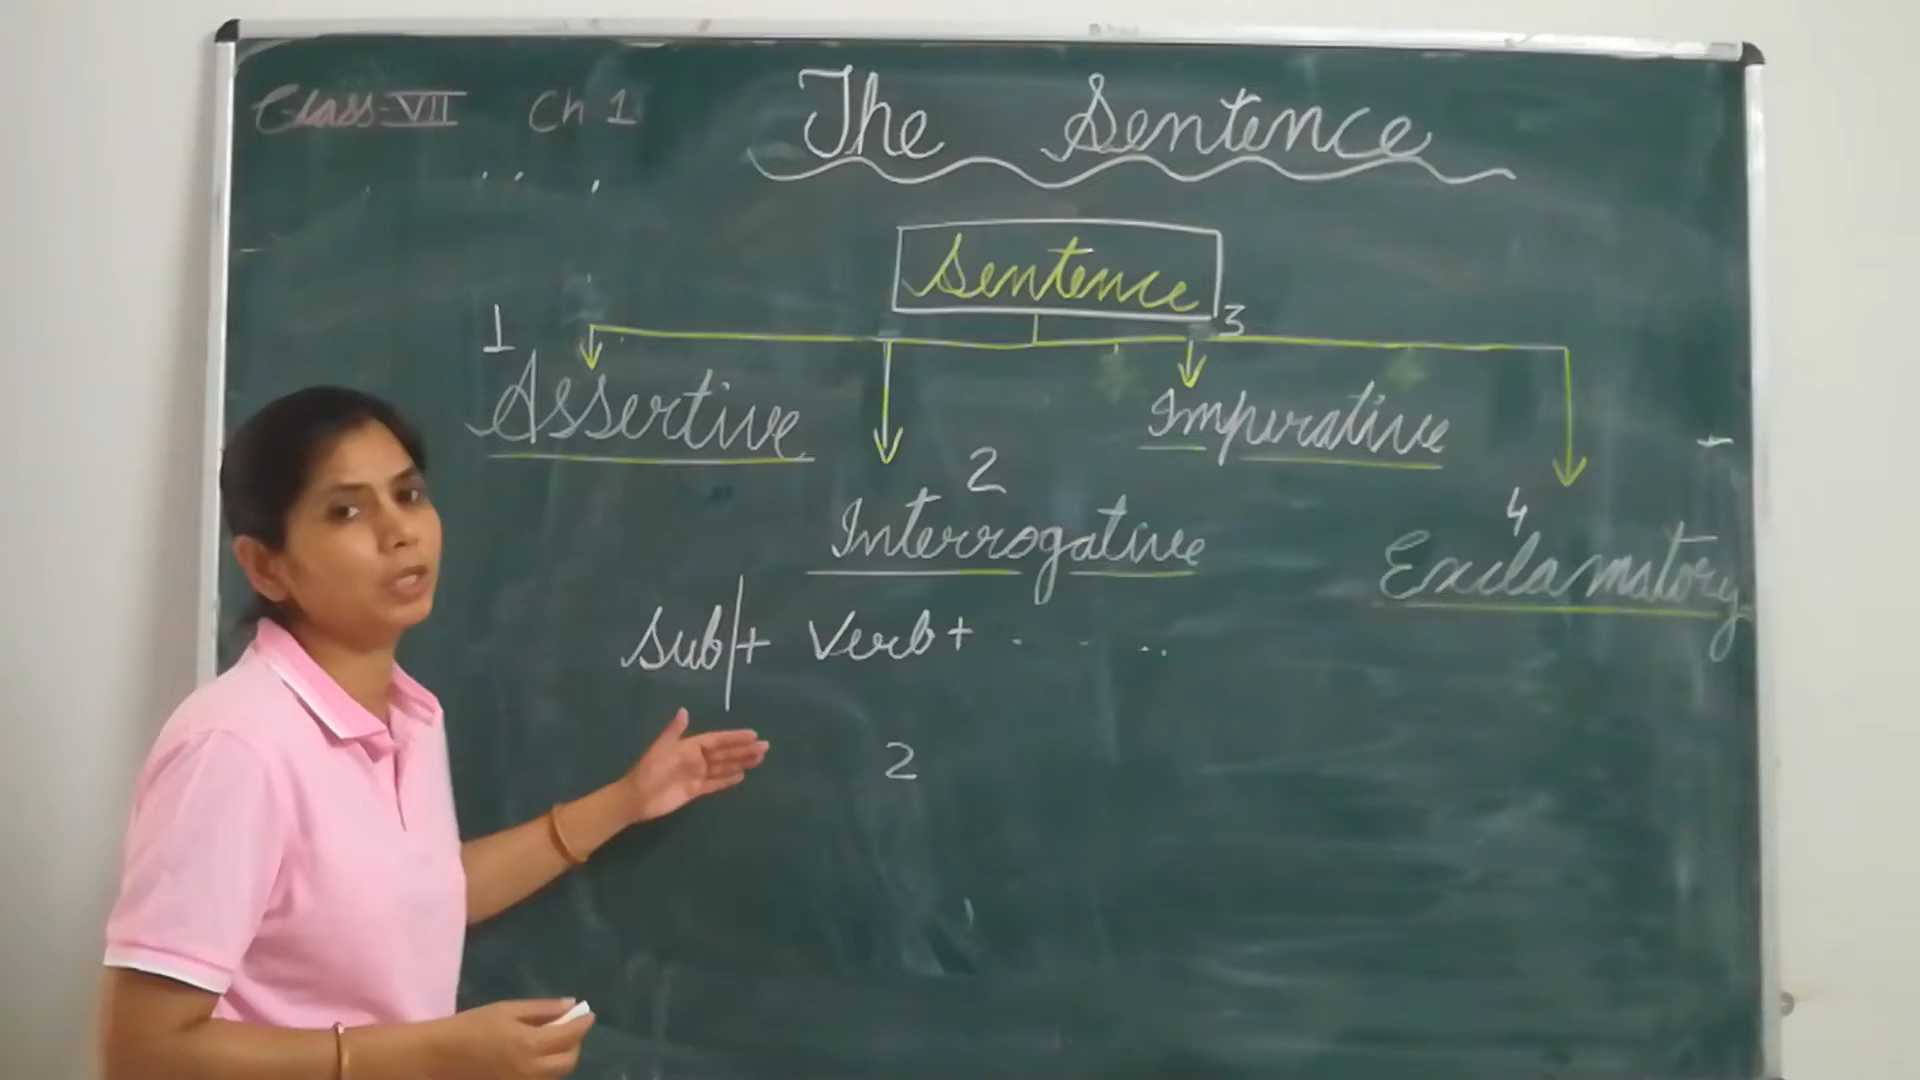 Class-VII Ch 1
The Sentence
Sentence
1
Assertive
3
Imperative
2
Interrogative
4
Exclamatory
Sub + Verb + . . . .
2